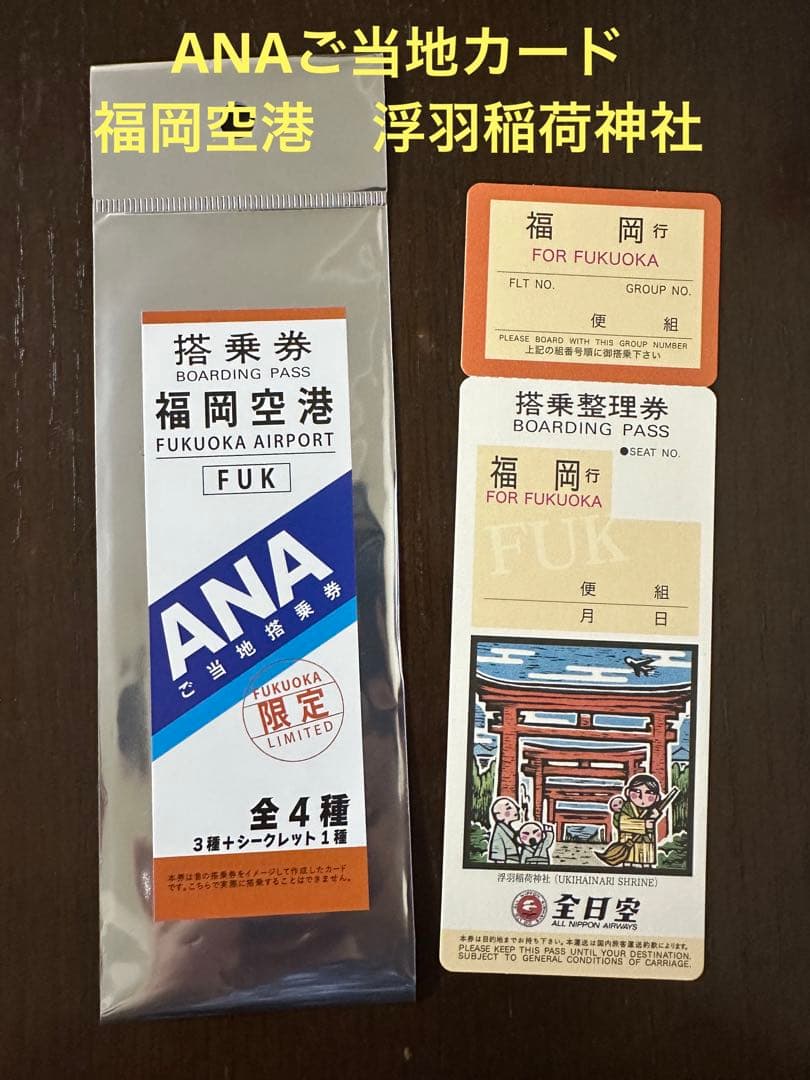 ANAご当地カード
福岡空港　浮羽稲荷神社
搭乗券
BOARDING PASS
福岡空港
FUKUOKA AIRPORT
FUK
ANA
ご当地搭乗券
FUKUOKA
限定
LIMITED
全4種
3種+シークレット1種
本券は昔の搭乗券をイメージして作成したカード
です。こちらで実際に搭乗することはできません。
福岡行
FOR FUKUOKA
FLT NO. GROUP NO.
便 組
PLEASE BOARD WITH THIS GROUP NUMBER
上記の組番号順に御搭乗下さい
搭乗整理券
BOARDING PASS
●SEAT NO.
福岡行
FOR FUKUOKA
FUK
便 組
月 日
浮羽稲荷神社 (UKIHAINARI SHRINE)
全日空
ALL NIPPON AIRWAYS
本券は目的地までお持ち下さい。本運送は国内旅客運送約款によります。
PLEASE KEEP THIS PASS UNTIL YOUR DESTINATION.
SUBJECT TO GENERAL CONDITIONS OF CARRIAGE.